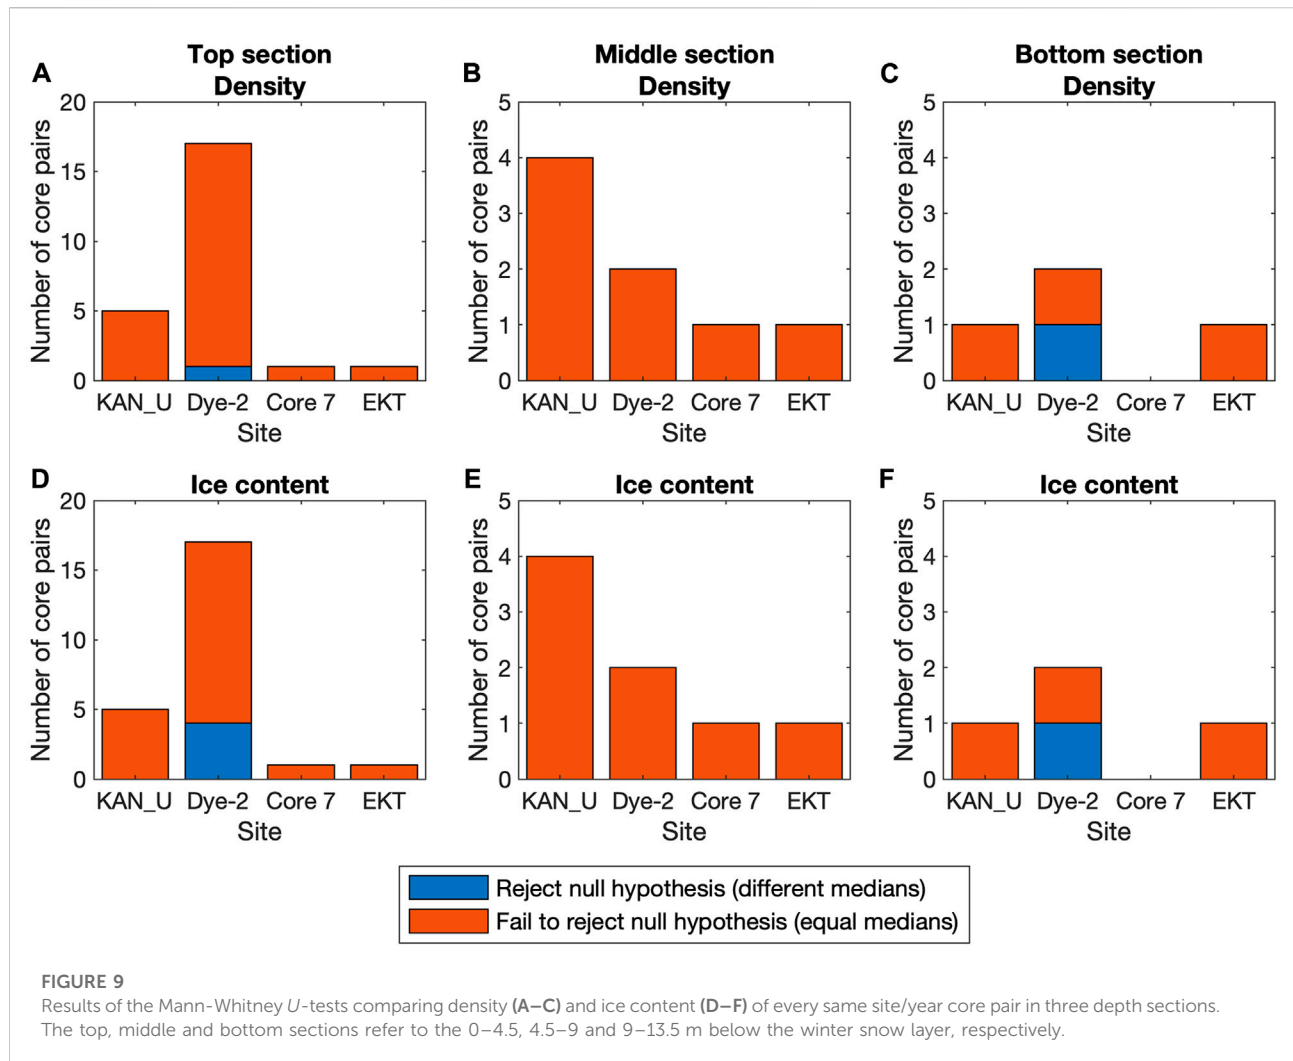 A
Top section
Density
Number of core pairs
20
15
10
5
0
KAN_U Dye-2 Core 7 EKT
Site
B
Middle section
Density
Number of core pairs
5
4
3
2
1
0
KAN_U Dye-2 Core 7 EKT
Site
C
Bottom section
Density
Number of core pairs
5
4
3
2
1
0
KAN_U Dye-2 Core 7 EKT
Site
D
Ice content
Number of core pairs
20
15
10
5
0
KAN_U Dye-2 Core 7 EKT
Site
E
Ice content
Number of core pairs
5
4
3
2
1
0
KAN_U Dye-2 Core 7 EKT
Site
F
Ice content
Number of core pairs
5
4
3
2
1
0
KAN_U Dye-2 Core 7 EKT
Site
Reject null hypothesis (different medians)
Fail to reject null hypothesis (equal medians)
FIGURE 9
Results of the Mann-Whitney U-tests comparing density (A–C) and ice content (D–F) of every same site/year core pair in three depth sections.
The top, middle and bottom sections refer to the 0–4.5, 4.5–9 and 9–13.5 m below the winter snow layer, respectively.